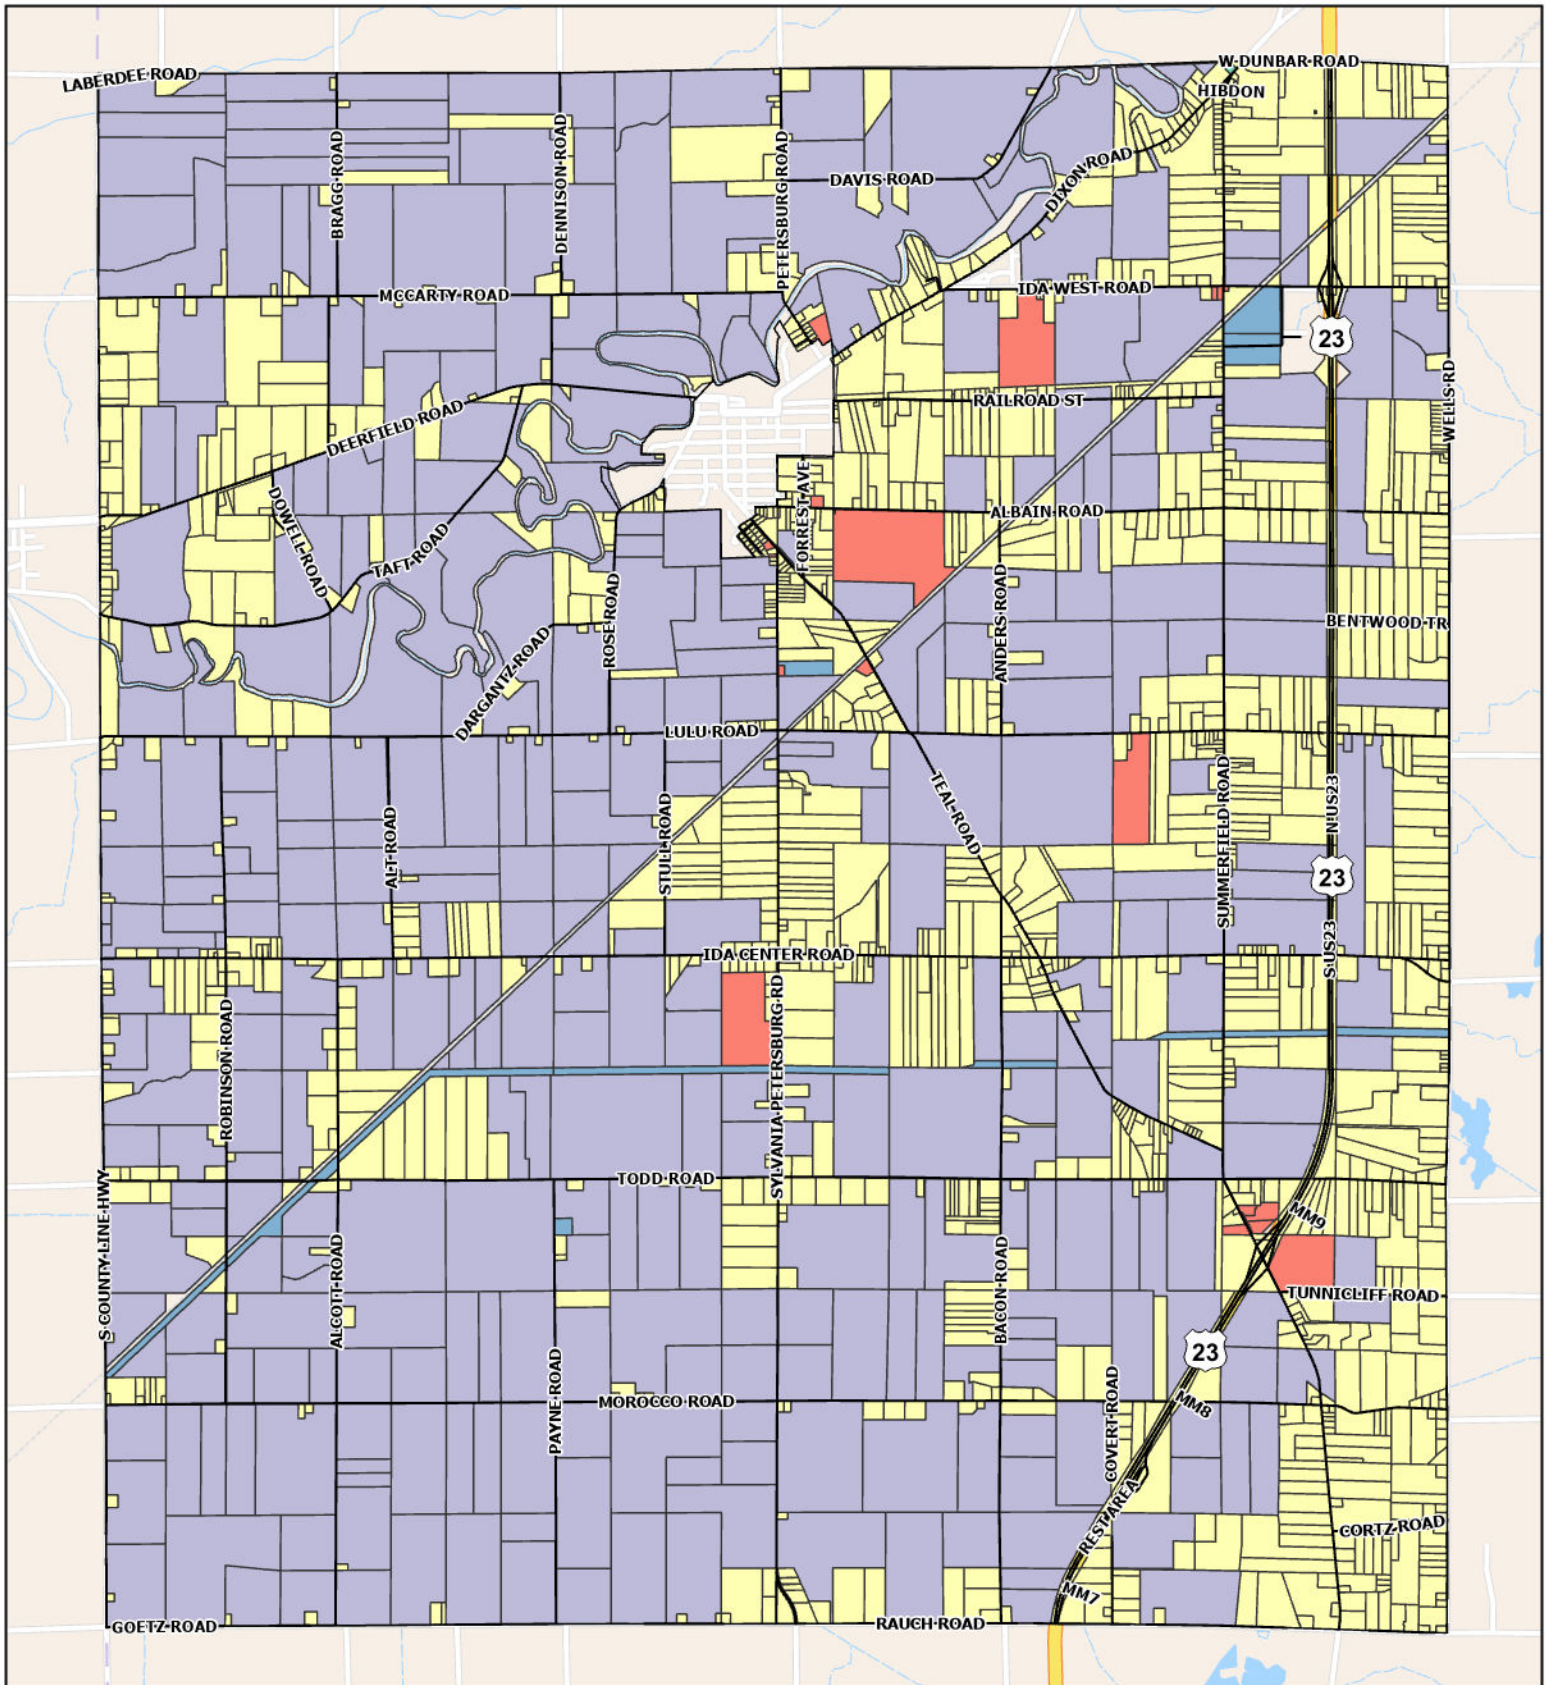 LABERDEE ROAD
W DUNBAR ROAD
HIBDON
BRAGG ROAD
DENNISON ROAD
PETERSBURG ROAD
DAVIS ROAD
DIXON ROAD
MCCARTY ROAD
IDA WEST ROAD
23
WELLS RD
RAILROAD ST
DEERFIELD ROAD
FORREST AVE
DOWELL ROAD
TAFT ROAD
ALBAIN ROAD
ROSE ROAD
ANDERS ROAD
BENTWOOD TR
DARGANTZ ROAD
LULU ROAD
ALT ROAD
STULL ROAD
TEAL ROAD
SUMMERFIELD ROAD
N US23
23
S US23
IDA CENTER ROAD
ROBINSON ROAD
SYLVANIA PETERSBURG RD
S COUNTY LINE HWY
TODD ROAD
MM9
ALCOTT ROAD
BACON ROAD
TUNNICLIFF ROAD
23
PAYNE ROAD
MOROCCO ROAD
MM8
COVERT ROAD
REST AREA
CORTZ ROAD
MM7
GOETZ ROAD
RAUCH ROAD